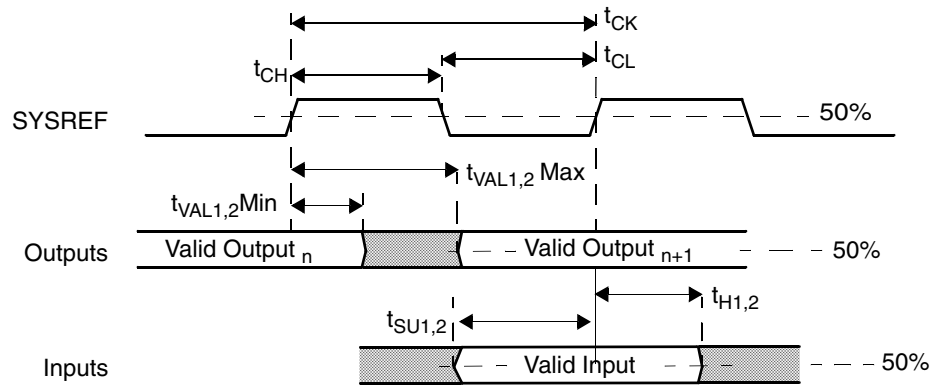 tCK
tCH
tCL
SYSREF
50%
tVAL1,2 Max
tVAL1,2Min
Outputs
Valid Output n
Valid Output n+1
50%
tH1,2
tSU1,2
Inputs
Valid Input
50%